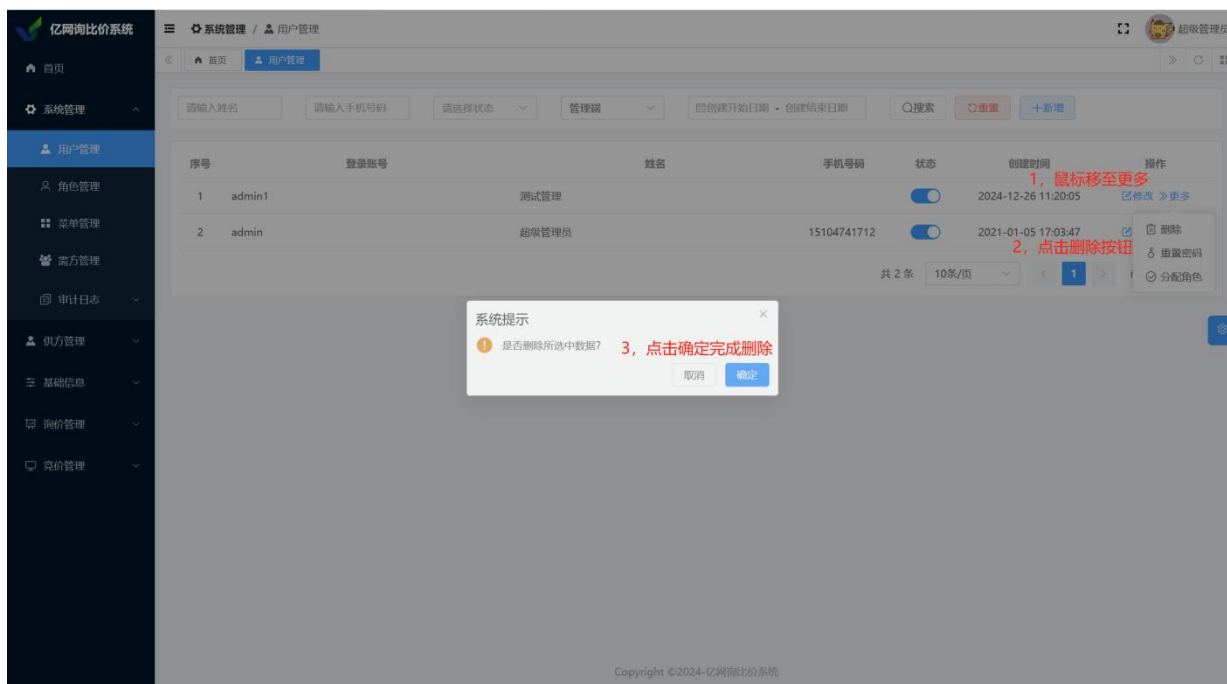 亿网询比价系统
系统管理 / 用户管理
超级管理员
首页
用户管理
首页
系统管理
用户管理
角色管理
菜单管理
需方管理
审计日志
供方管理
基础信息
询价管理
竞价管理
请输入姓名 请输入手机号码 请选择状态 管理端 创建开始日期 - 创建结束日期 搜索 重置 +新增
序号 登录账号 姓名 手机号码 状态 创建时间 操作
1，鼠标移至更多
1 admin1 测试管理 2024-12-26 11:20:05 修改 更多
2 admin 超级管理员 15104741712 2021-01-05 17:03:47
删除
2，点击删除按钮
重置密码
分配角色
共 2 条 10条/页 1
系统提示
是否删除所选中数据?
3，点击确定完成删除
取消 确定
Copyright ©2024-亿网询比价系统